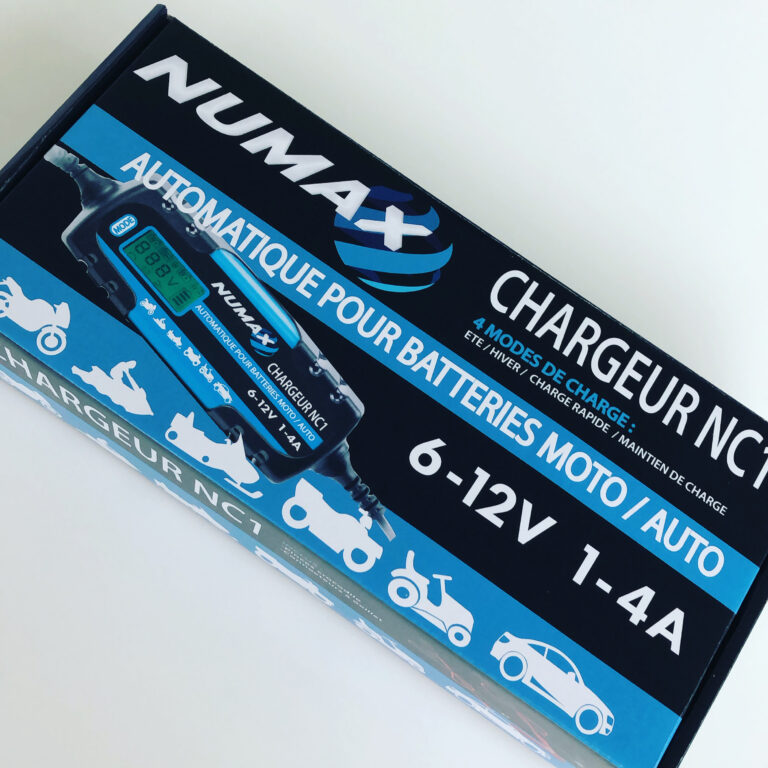 NUMAX
CHARGEUR NC1
4 MODES DE CHARGE :
ETE / HIVER / CHARGE RAPIDE / MAINTIEN DE CHARGE
AUTOMATIQUE POUR BATTERIES MOTO / AUTO
6-12V 1-4A
MODE
888V
NUMAX
CHARGEUR NC1
AUTOMATIQUE POUR BATTERIES MOTO / AUTO
6-12V 1-4A
CHARGEUR NC1